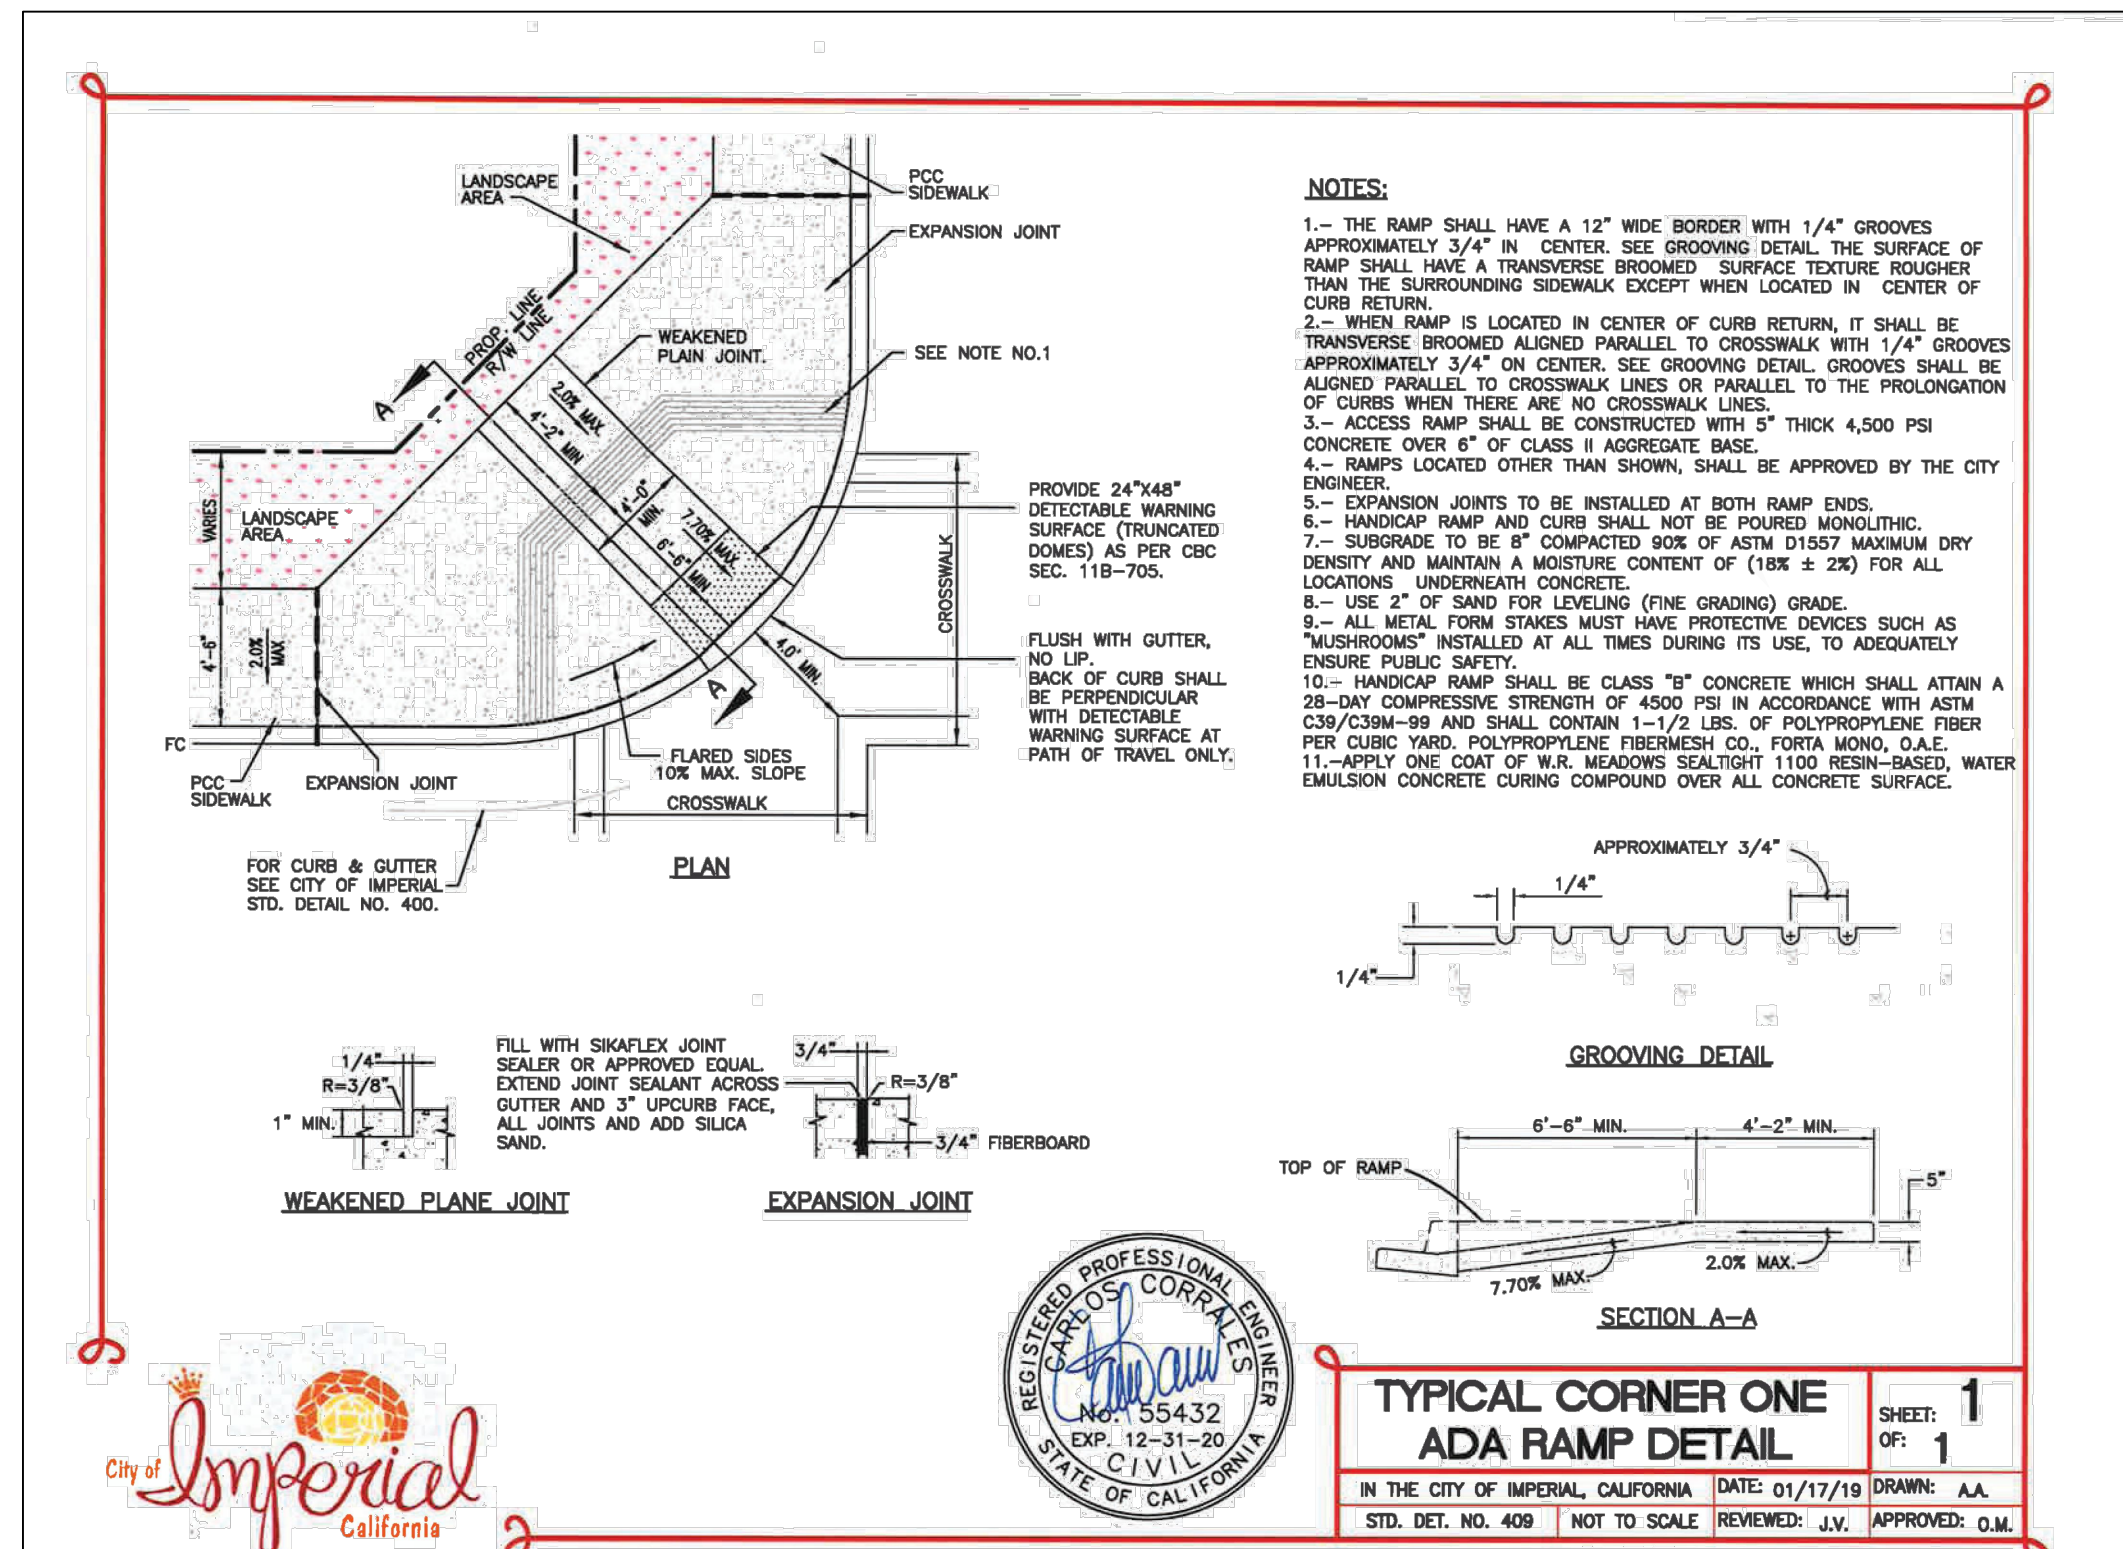 LANDSCAPE
AREA
PCC
SIDEWALK
EXPANSION JOINT
PROP. LINE
R/W LINE
WEAKENED
PLAIN JOINT.
SEE NOTE NO.1
A
2.0% MAX.
4'-2" MIN
4'-0"
MIN.
7.70% MAX.
6'-6" MIN
VARIES
LANDSCAPE
AREA
4'-6"
2.0%
MAX
PROVIDE 24"X48"
DETECTABLE WARNING
SURFACE (TRUNCATED
DOMES) AS PER CBC
SEC. 11B-705.
CROSSWALK
FLUSH WITH GUTTER,
NO LIP.
BACK OF CURB SHALL
BE PERPENDICULAR
WITH DETECTABLE
WARNING SURFACE AT
PATH OF TRAVEL ONLY.
4.0' MIN.
A
FC
PCC
SIDEWALK
EXPANSION JOINT
FLARED SIDES
10% MAX. SLOPE
CROSSWALK
FOR CURB & GUTTER
SEE CITY OF IMPERIAL
STD. DETAIL NO. 400.
PLAN
NOTES:
1.- THE RAMP SHALL HAVE A 12" WIDE BORDER WITH 1/4" GROOVES
APPROXIMATELY 3/4" IN CENTER. SEE GROOVING DETAIL THE SURFACE OF
RAMP SHALL HAVE A TRANSVERSE BROOMED SURFACE TEXTURE ROUGHER
THAN THE SURROUNDING SIDEWALK EXCEPT WHEN LOCATED IN CENTER OF
CURB RETURN.
2.- WHEN RAMP IS LOCATED IN CENTER OF CURB RETURN, IT SHALL BE
TRANSVERSE BROOMED ALIGNED PARALLEL TO CROSSWALK WITH 1/4" GROOVES
APPROXIMATELY 3/4" ON CENTER. SEE GROOVING DETAIL. GROOVES SHALL BE
ALIGNED PARALLEL TO CROSSWALK LINES OR PARALLEL TO THE PROLONGATION
OF CURBS WHEN THERE ARE NO CROSSWALK LINES.
3.- ACCESS RAMP SHALL BE CONSTRUCTED WITH 5" THICK 4,500 PSI
CONCRETE OVER 6" OF CLASS II AGGREGATE BASE.
4.- RAMPS LOCATED OTHER THAN SHOWN, SHALL BE APPROVED BY THE CITY
ENGINEER.
5.- EXPANSION JOINTS TO BE INSTALLED AT BOTH RAMP ENDS.
6.- HANDICAP RAMP AND CURB SHALL NOT BE POURED MONOLITHIC.
7.- SUBGRADE TO BE 8" COMPACTED 90% OF ASTM D1557 MAXIMUM DRY
DENSITY AND MAINTAIN A MOISTURE CONTENT OF (18% ± 2%) FOR ALL
LOCATIONS UNDERNEATH CONCRETE.
8.- USE 2" OF SAND FOR LEVELING (FINE GRADING) GRADE.
9.- ALL METAL FORM STAKES MUST HAVE PROTECTIVE DEVICES SUCH AS
"MUSHROOMS" INSTALLED AT ALL TIMES DURING ITS USE, TO ADEQUATELY
ENSURE PUBLIC SAFETY.
10.- HANDICAP RAMP SHALL BE CLASS "B" CONCRETE WHICH SHALL ATTAIN A
28-DAY COMPRESSIVE STRENGTH OF 4500 PSI IN ACCORDANCE WITH ASTM
C39/C39M-99 AND SHALL CONTAIN 1-1/2 LBS. OF POLYPROPYLENE FIBER
PER CUBIC YARD. POLYPROPYLENE FIBERMESH CO., FORTA MONO, O.A.E.
11.-APPLY ONE COAT OF W.R. MEADOWS SEALTIGHT 1100 RESIN-BASED, WATER
EMULSION CONCRETE CURING COMPOUND OVER ALL CONCRETE SURFACE.
APPROXIMATELY 3/4"
1/4"
1/4"
GROOVING DETAIL
1/4"
R=3/8"
1" MIN.
WEAKENED PLANE JOINT
FILL WITH SIKAFLEX JOINT
SEALER OR APPROVED EQUAL.
EXTEND JOINT SEALANT ACROSS
GUTTER AND 3" UPCURB FACE,
ALL JOINTS AND ADD SILICA
SAND.
3/4"
R=3/8"
3/4" FIBERBOARD
EXPANSION JOINT
6'-6" MIN.
4'-2" MIN.
TOP OF RAMP
5"
7.70% MAX.
2.0% MAX.
SECTION A-A
REGISTERED PROFESSIONAL ENGINEER
CARLOS CORRALES
No. 55432
EXP. 12-31-20
CIVIL
STATE OF CALIFORNIA
City of
Imperial
California
TYPICAL CORNER ONE
ADA RAMP DETAIL
SHEET: 1
OF: 1
IN THE CITY OF IMPERIAL, CALIFORNIA
DATE: 01/17/19
DRAWN: A.A.
STD. DET. NO. 409
NOT TO SCALE
REVIEWED: J.V.
APPROVED: O.M.